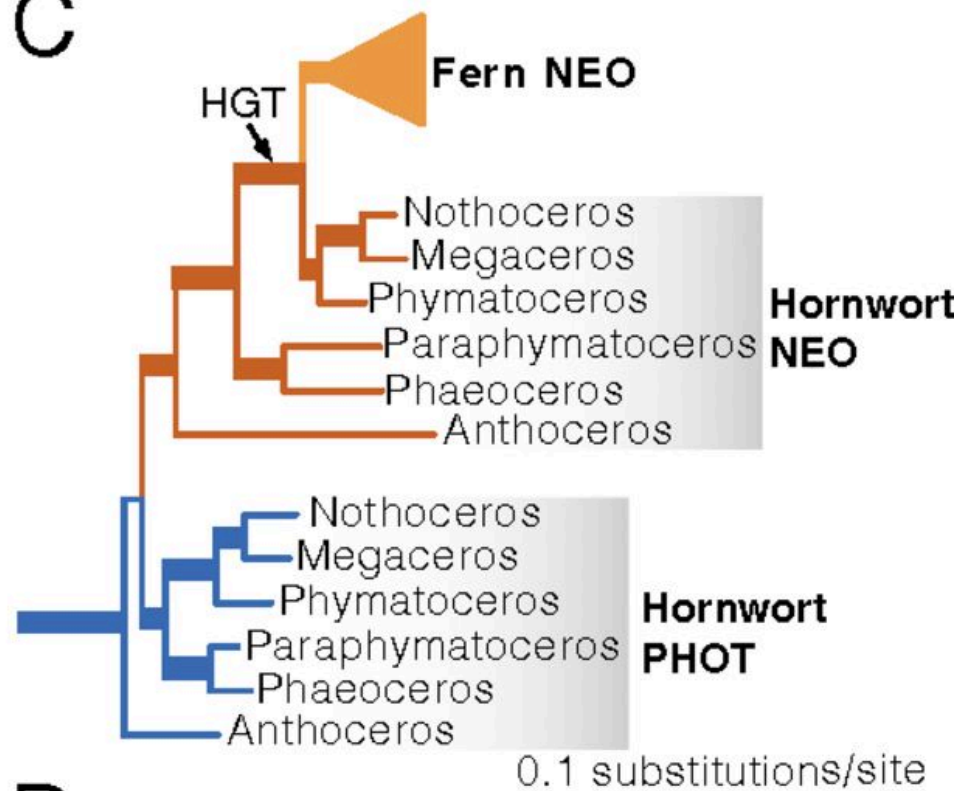 C
Fern NEO
HGT
Nothoceros
Megaceros
Phymatoceros
Paraphymatoceros
Phaeoceros
Anthoceros
Hornwort
NEO
Nothoceros
Megaceros
Phymatoceros
Paraphymatoceros
Phaeoceros
Anthoceros
Hornwort
PHOT
0.1 substitutions/site